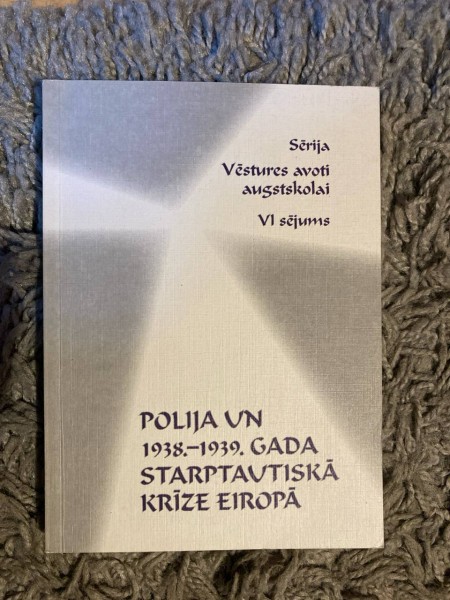 Sērija
Vēstures avoti
augstskolai
VI sējums
POLIJA UN
1938.–1939. GADA
STARPTAUTISKĀ
KRĪZE EIROPĀ